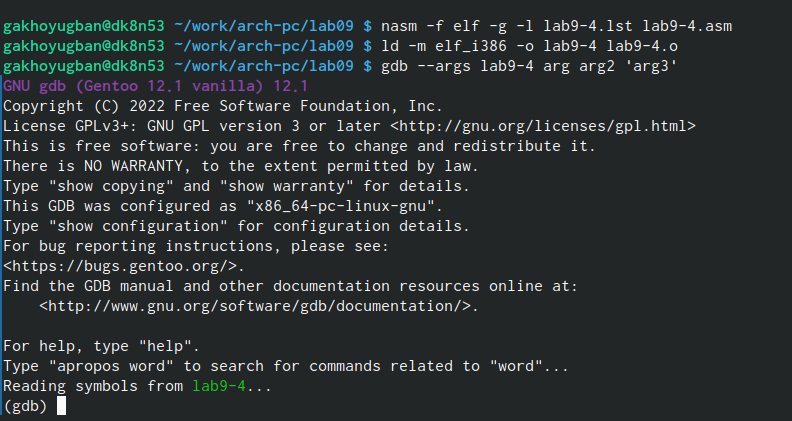 gakhoyugban@dk8n53 ~/work/arch-pc/lab09 $ nasm -f elf -g -l lab9-4.lst lab9-4.asm
gakhoyugban@dk8n53 ~/work/arch-pc/lab09 $ ld -m elf_i386 -o lab9-4 lab9-4.o
gakhoyugban@dk8n53 ~/work/arch-pc/lab09 $ gdb --args lab9-4 arg arg2 'arg3'
GNU gdb (Gentoo 12.1 vanilla) 12.1
Copyright (C) 2022 Free Software Foundation, Inc.
License GPLv3+: GNU GPL version 3 or later <http://gnu.org/licenses/gpl.html>
This is free software: you are free to change and redistribute it.
There is NO WARRANTY, to the extent permitted by law.
Type "show copying" and "show warranty" for details.
This GDB was configured as "x86_64-pc-linux-gnu".
Type "show configuration" for configuration details.
For bug reporting instructions, please see:
<https://bugs.gentoo.org/>.
Find the GDB manual and other documentation resources online at:
    <http://www.gnu.org/software/gdb/documentation/>.

For help, type "help".
Type "apropos word" to search for commands related to "word"...
Reading symbols from lab9-4...
(gdb)